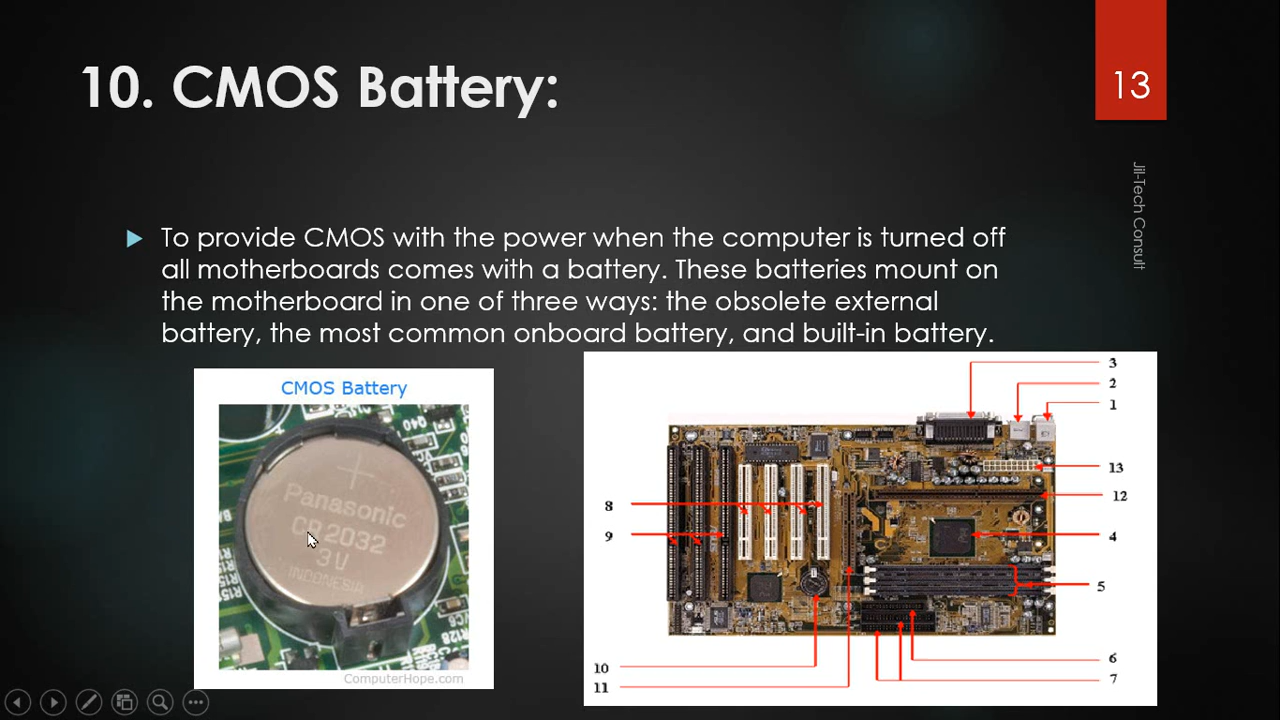 10. CMOS Battery:
13
Jil-Tech Consult
To provide CMOS with the power when the computer is turned off
all motherboards comes with a battery. These batteries mount on
the motherboard in one of three ways: the obsolete external
battery, the most common onboard battery, and built-in battery.
CMOS Battery
Q40
Panasonic
CR2032
3V
INDONESIA
R128
ComputerHope.com
3
2
1
13
12
8
9
4
5
10
11
6
7